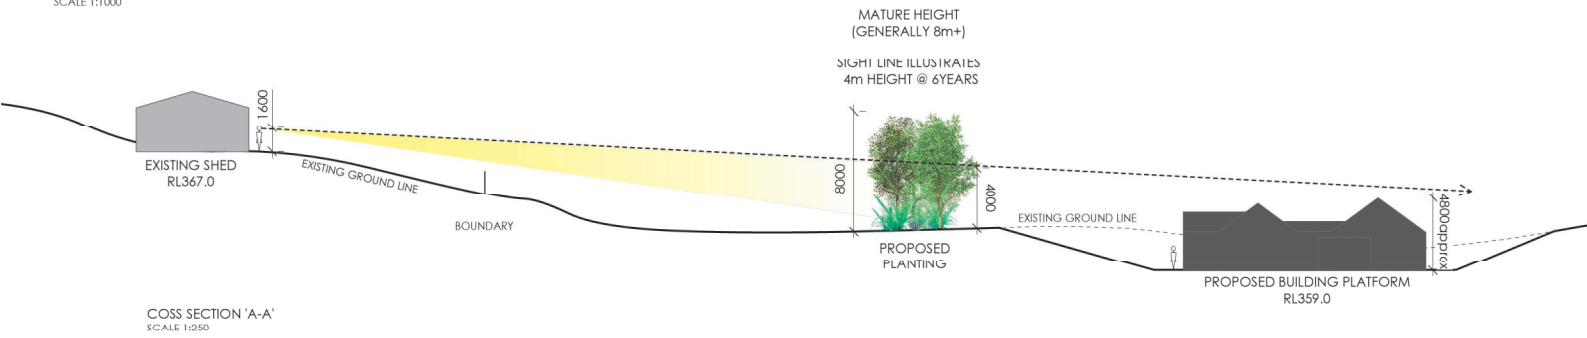 SCALE 1:1000
MATURE HEIGHT
(GENERALLY 8m+)
SIGHT LINE ILLUSTRATES
4m HEIGHT @ 6YEARS
1600
EXISTING SHED
RL367.0
EXISTING GROUND LINE
BOUNDARY
8000
4000
PROPOSED
PLANTING
EXISTING GROUND LINE
4800approx
PROPOSED BUILDING PLATFORM
RL359.0
COSS SECTION 'A-A'
SCALE 1:250